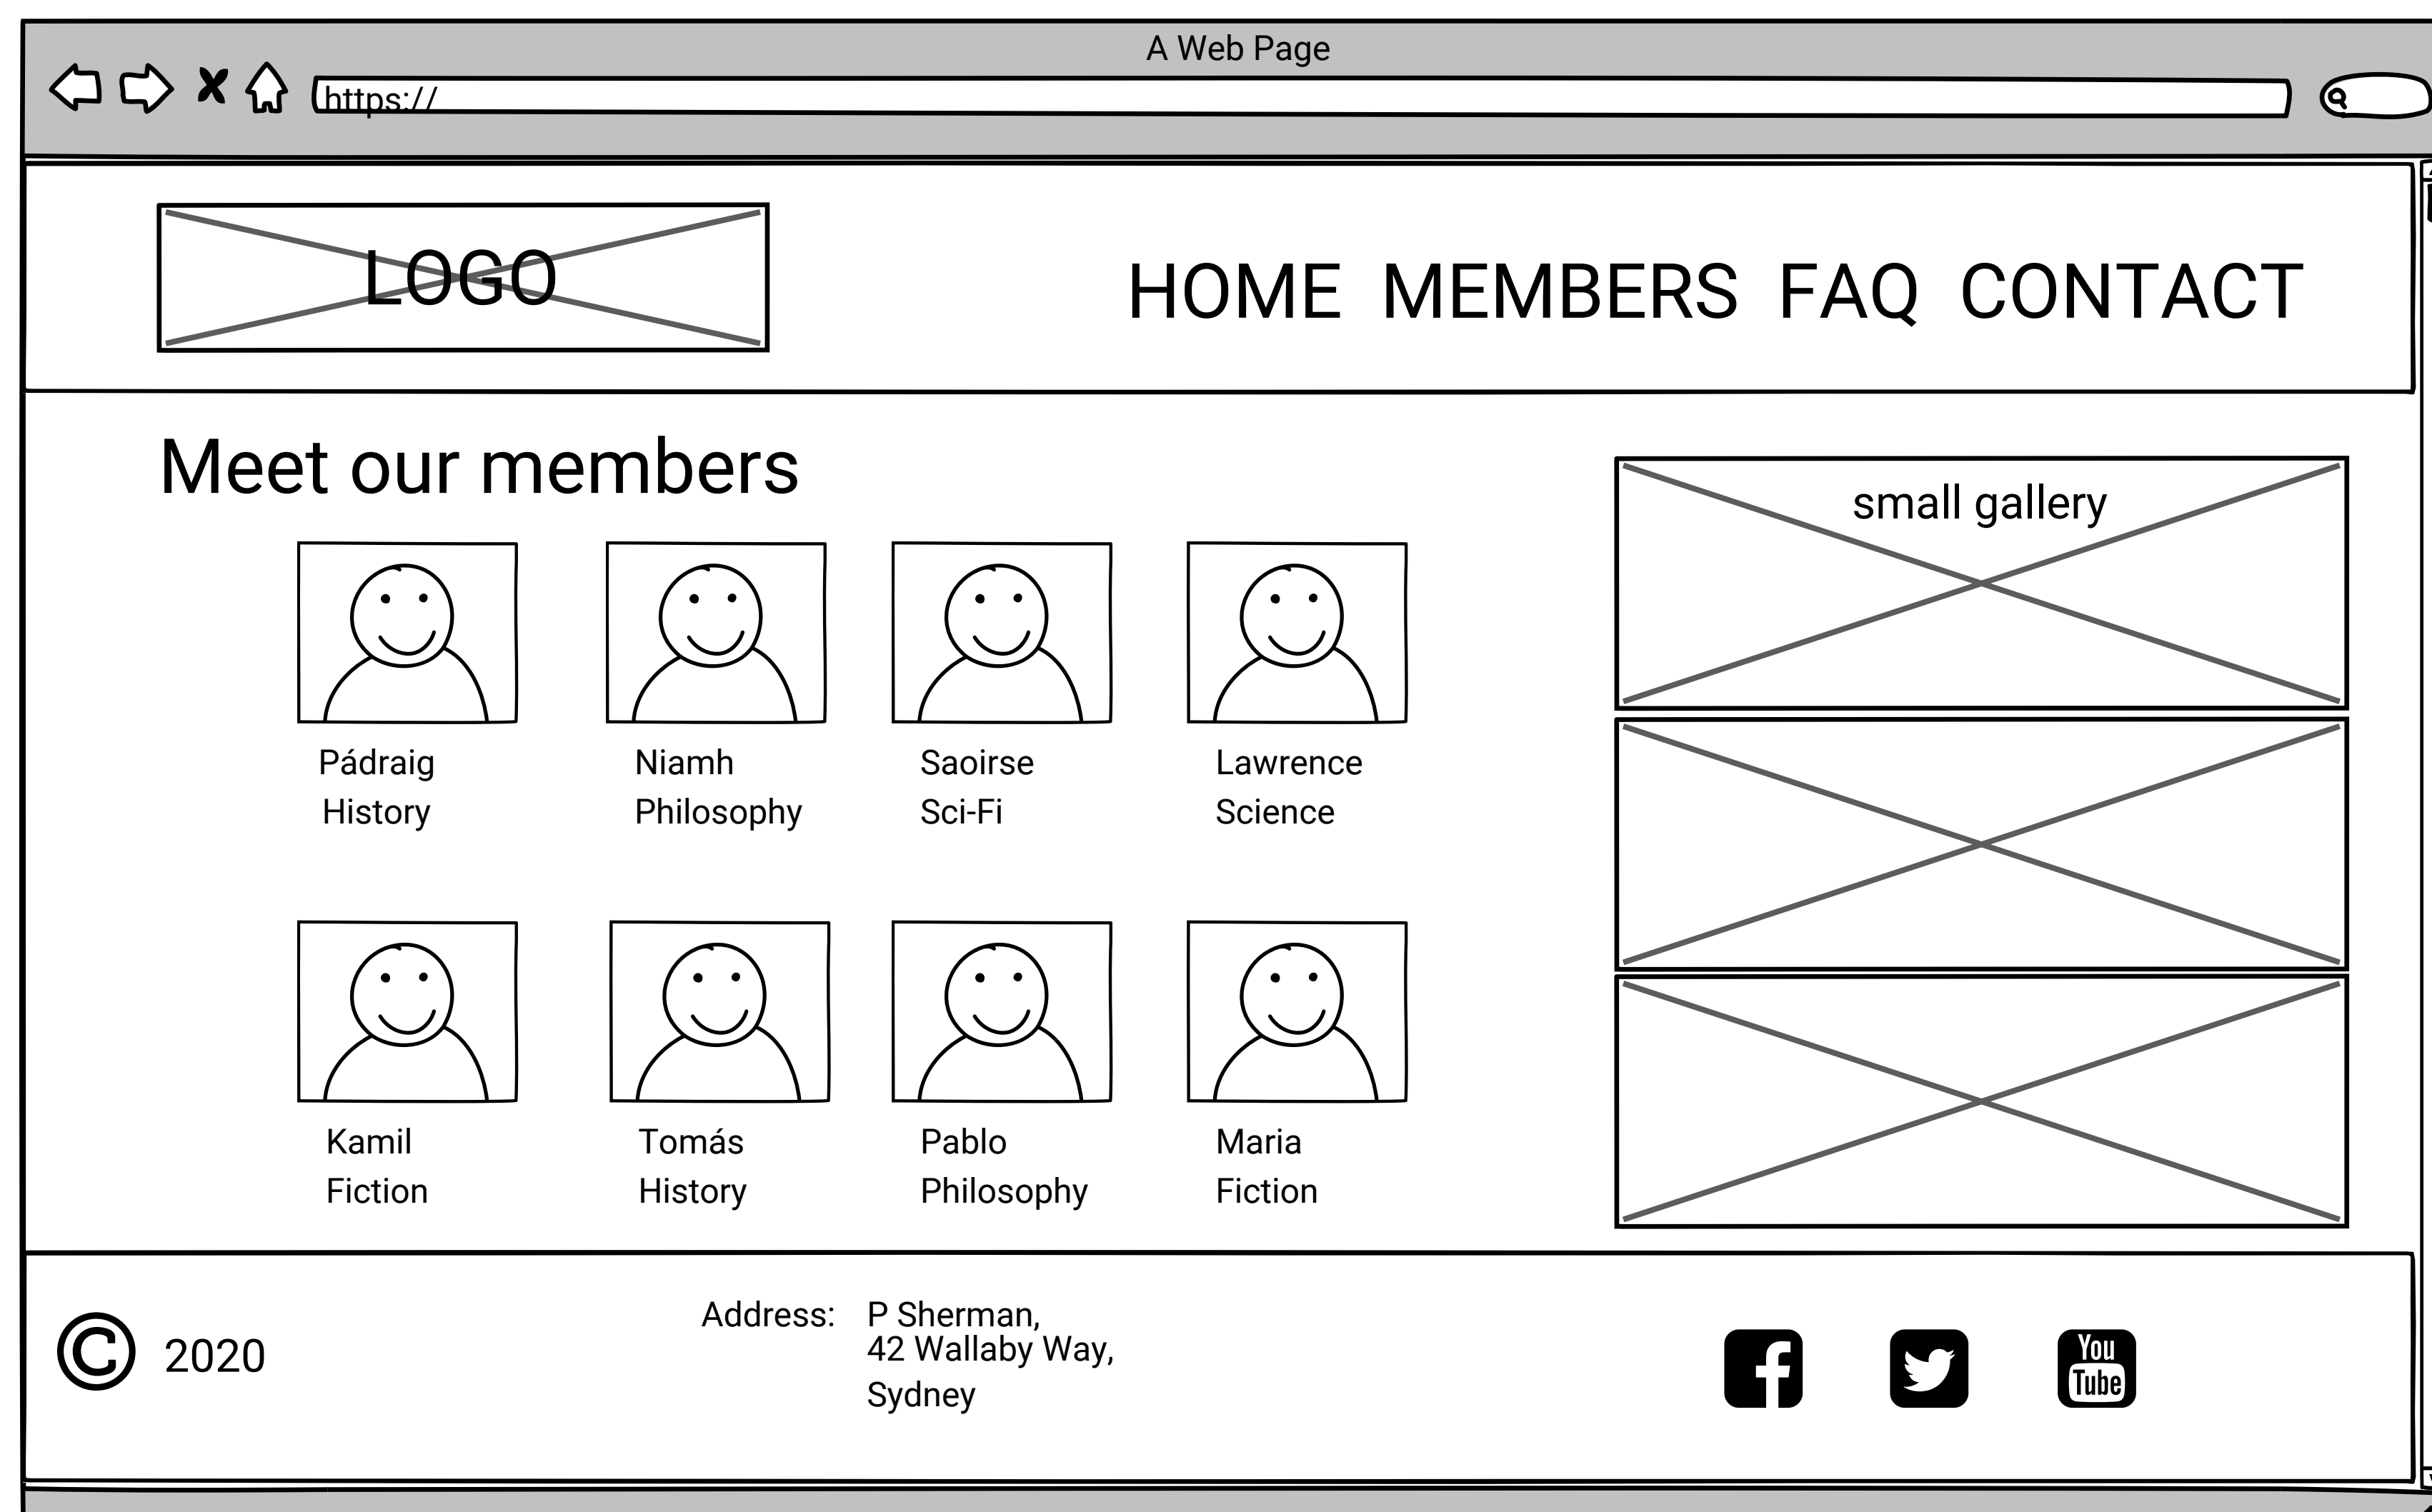 A Web Page
https://
LOGO
HOME MEMBERS FAQ CONTACT
Meet our members
small gallery
Pádraig
History
Niamh
Philosophy
Saoirse
Sci-Fi
Lawrence
Science
Kamil
Fiction
Tomás
History
Pablo
Philosophy
Maria
Fiction
© 2020
Address: P Sherman,
42 Wallaby Way,
Sydney
f
You
Tube